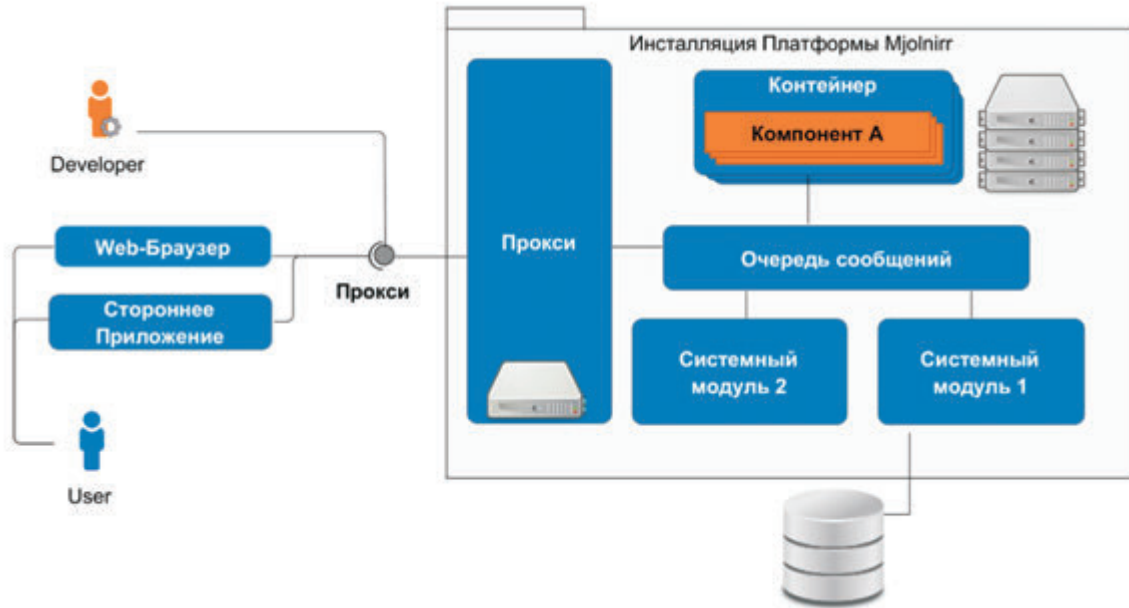 Инсталляция Платформы Mjolnirr
Контейнер
Компонент А
Developer
Web-Браузер
Стороннее
Приложение
Прокси
Прокси
Очередь сообщений
Системный
модуль 2
Системный
модуль 1
User